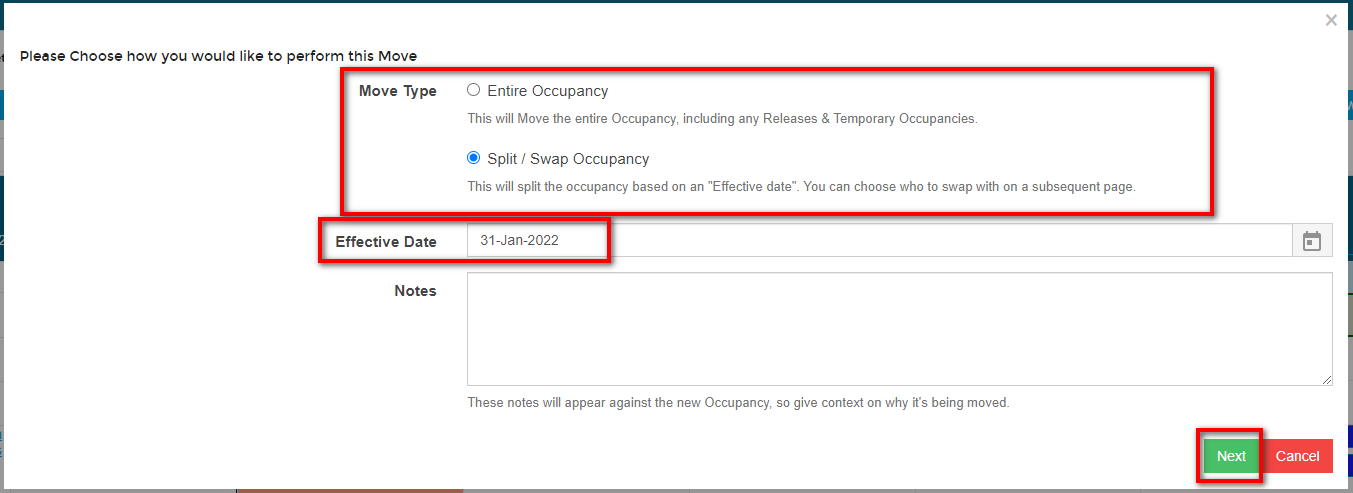 ×
Please Choose how you would like to perform this Move
Move Type
Entire Occupancy
This will Move the entire Occupancy, including any Releases & Temporary Occupancies.
Split / Swap Occupancy
This will split the occupancy based on an "Effective date". You can choose who to swap with on a subsequent page.
Effective Date
31-Jan-2022
Notes
These notes will appear against the new Occupancy, so give context on why it's being moved.
Next
Cancel